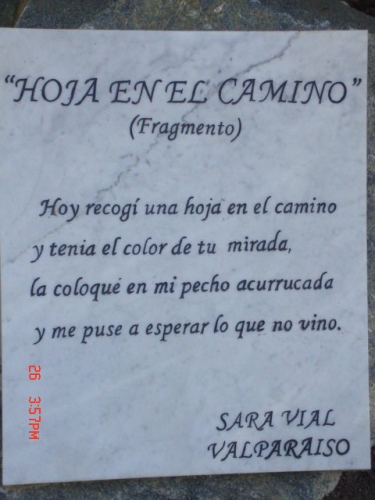 "HOJA EN EL CAMINO"
(Fragmento)
Hoy recogí una hoja en el camino
y tenia el color de tu mirada,
la coloqué en mi pecho acurrucada
y me puse a esperar lo que no vino.
SARA VIAL
VALPARAISO
26 3:57PM